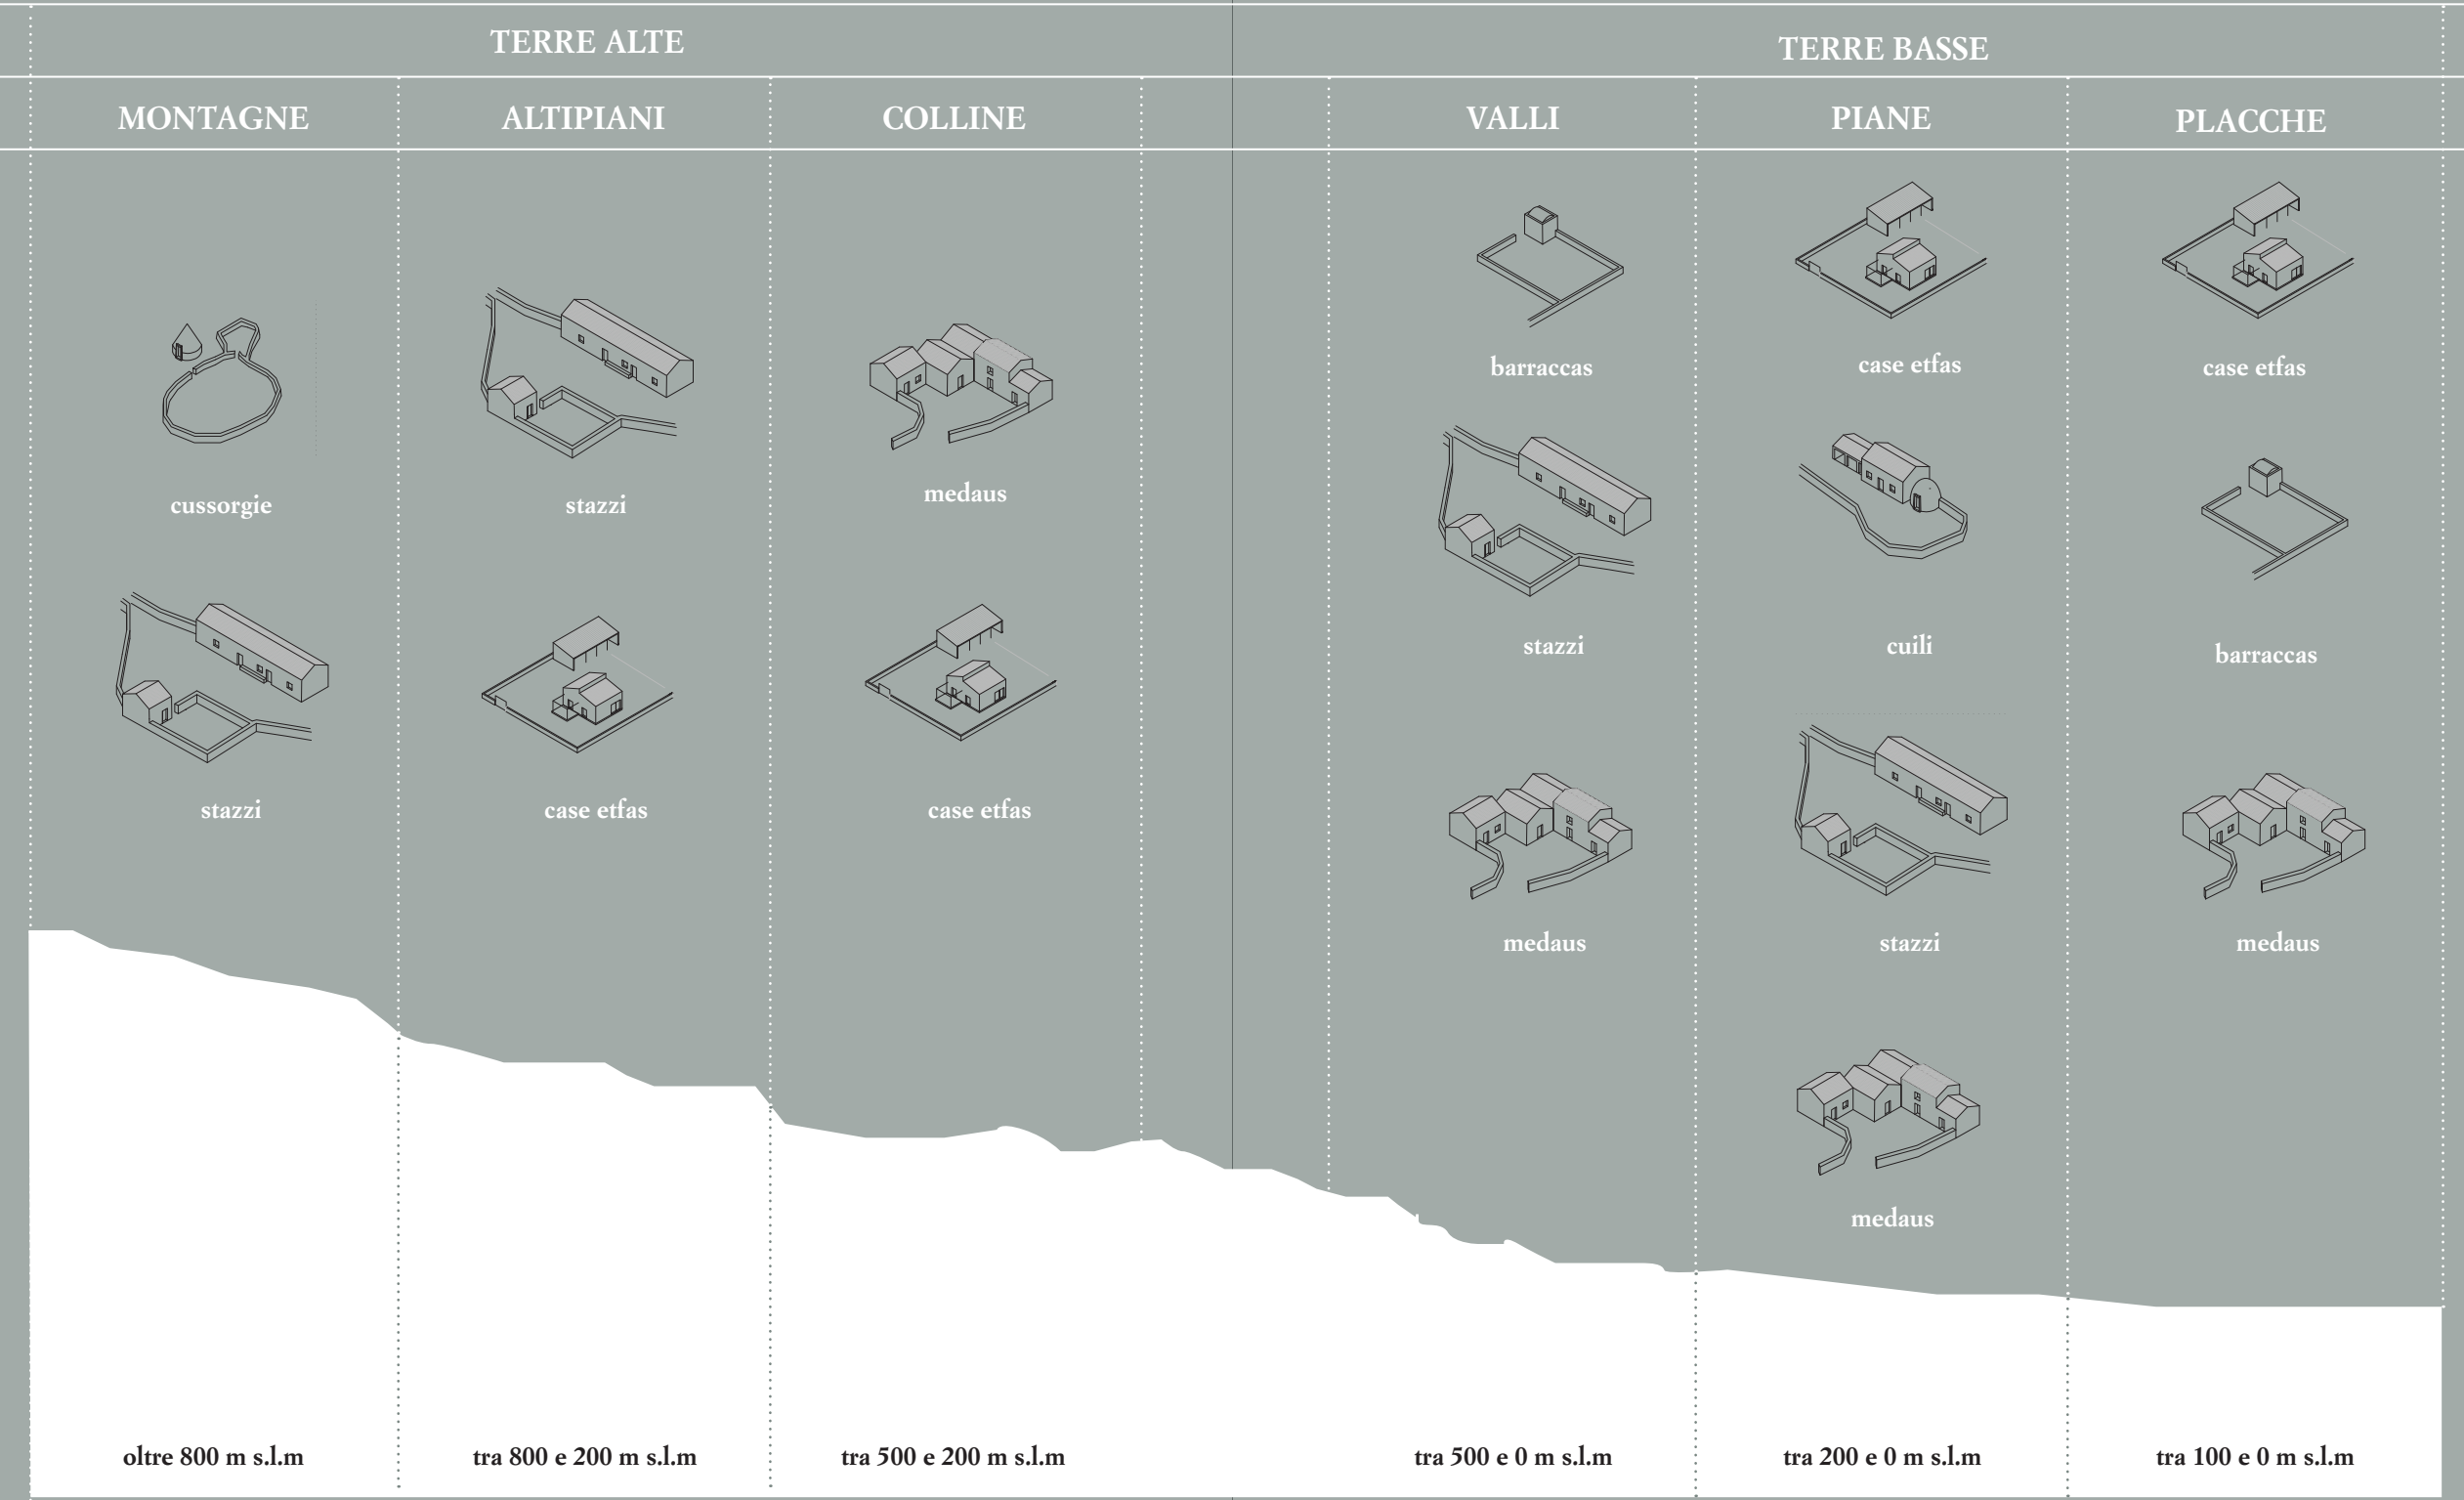 TERRE ALTE
TERRE BASSE
MONTAGNE
ALTIPIANI
COLLINE
VALLI
PIANE
PLACCHE
cussorgie
stazzi
stazzi
case etfas
medaus
case etfas
barraccas
stazzi
medaus
case etfas
cuili
stazzi
medaus
case etfas
barraccas
medaus
oltre 800 m s.l.m
tra 800 e 200 m s.l.m
tra 500 e 200 m s.l.m
tra 500 e 0 m s.l.m
tra 200 e 0 m s.l.m
tra 100 e 0 m s.l.m